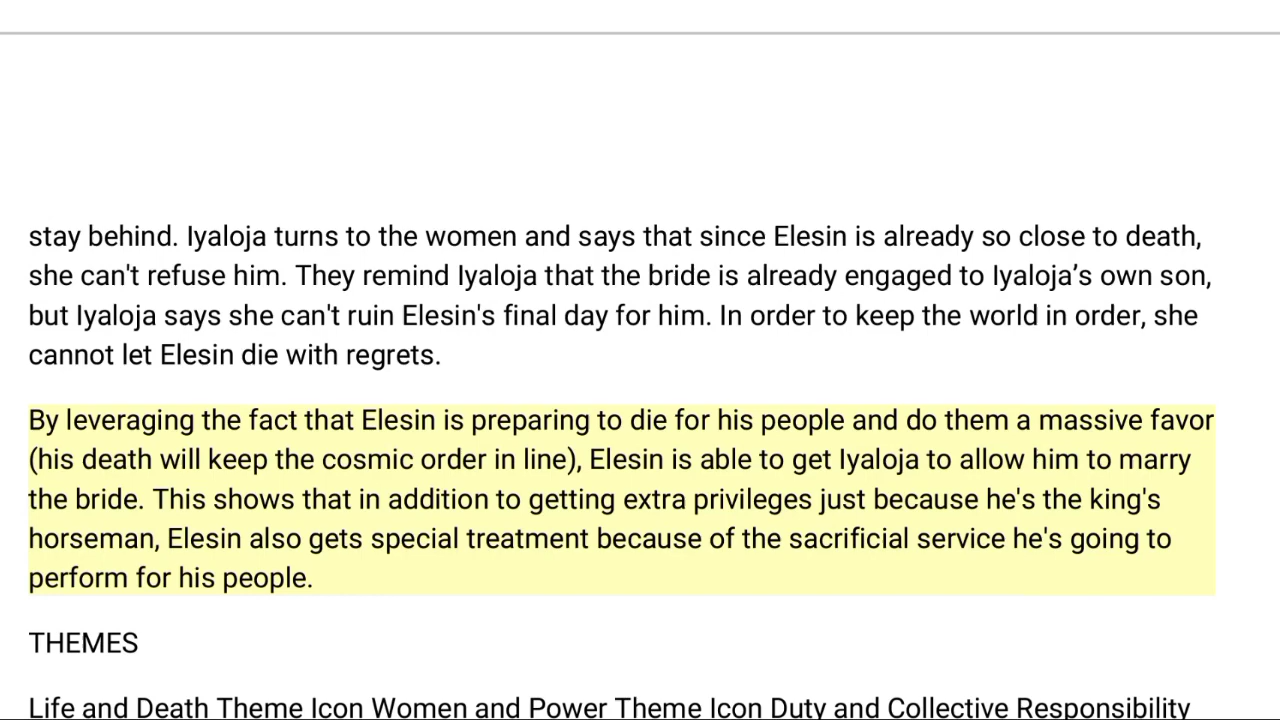 stay behind. Iyaloja turns to the women and says that since Elesin is already so close to death,
she can't refuse him. They remind Iyaloja that the bride is already engaged to Iyaloja’s own son,
but Iyaloja says she can't ruin Elesin's final day for him. In order to keep the world in order, she
cannot let Elesin die with regrets.
By leveraging the fact that Elesin is preparing to die for his people and do them a massive favor
(his death will keep the cosmic order in line), Elesin is able to get Iyaloja to allow him to marry
the bride. This shows that in addition to getting extra privileges just because he's the king's
horseman, Elesin also gets special treatment because of the sacrificial service he's going to
perform for his people.
THEMES
Life and Death Theme Icon Women and Power Theme Icon Duty and Collective Responsibility